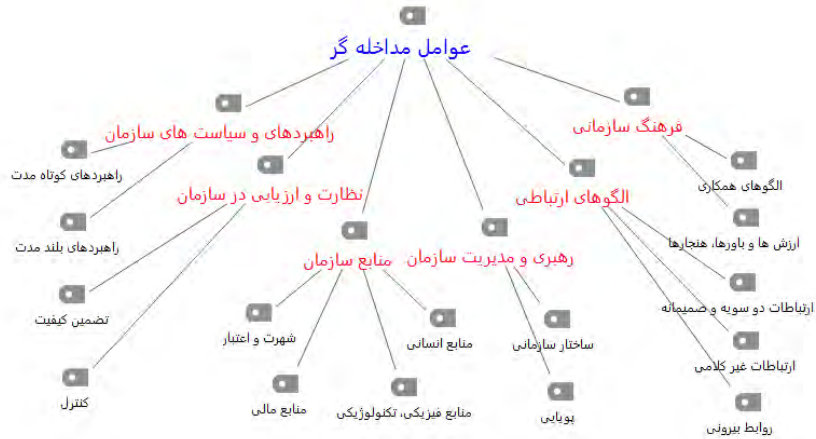 عوامل مداخله گر
فرهنگ سازمانی
الگوهای همکاری
ارزش ها و باورها، هنجارها
الگوهای ارتباطی
ارتباطات دو سویه و صمیمانه
ارتباطات غیر کلامی
روابط بیرونی
رهبری و مدیریت سازمان
ساختار سازمانی
پویایی
منابع سازمان
منابع انسانی
منابع فیزیکی، تکنولوژیکی
منابع مالی
شهرت و اعتبار
نظارت و ارزیابی در سازمان
تضمین کیفیت
کنترل
راهبردهای و سیاست های سازمان
راهبردهای کوتاه مدت
راهبردهای بلند مدت